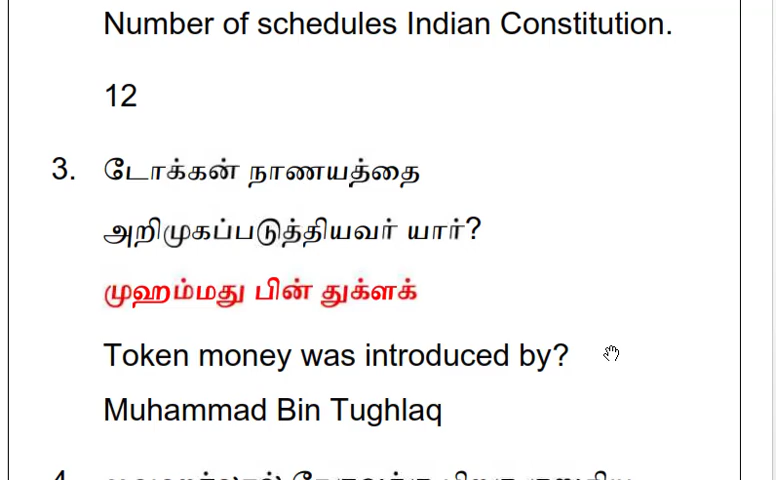 Number of schedules Indian Constitution.
12
3. டோக்கன் நாணயத்தை
அறிமுகப்படுத்தியவர் யார்?
முஹம்மது பின் துக்ளக்
Token money was introduced by?
Muhammad Bin Tughlaq
4.